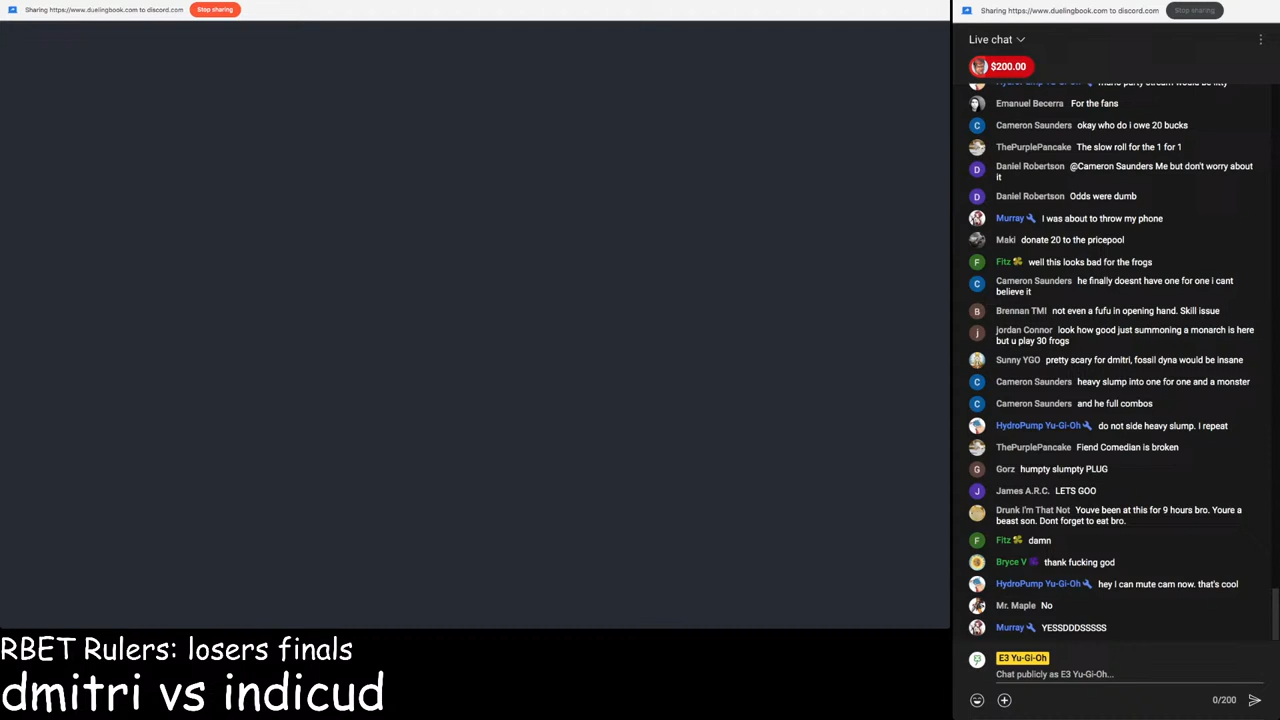 Sharing https://www.duelingbook.com to discord.com Stop sharing
Sharing https://www.duelingbook.com to discord.com Stop sharing
Live chat
$200.00
Emanuel Becerra For the fans
Cameron Saunders okay who do i owe 20 bucks
ThePurplePancake The slow roll for the 1 for 1
Daniel Robertson @Cameron Saunders Me but don't worry about
it
Daniel Robertson Odds were dumb
Murray I was about to throw my phone
Maki donate 20 to the pricepool
Fitz well this looks bad for the frogs
Cameron Saunders he finally doesnt have one for one i cant
believe it
Brennan TMI not even a fufu in opening hand. Skill issue
jordan Connor look how good just summoning a monarch is here
but u play 30 frogs
Sunny YGO pretty scary for dmitri, fossil dyna would be insane
Cameron Saunders heavy slump into one for one and a monster
Cameron Saunders and he full combos
HydroPump Yu-Gi-Oh do not side heavy slump. I repeat
ThePurplePancake Fiend Comedian is broken
Gorz humpty slumpty PLUG
James A.R.C. LETS GOO
Drunk I'm That Not Youve been at this for 9 hours bro. Youre a
beast son. Dont forget to eat bro.
Fitz damn
Bryce V thank fucking god
HydroPump Yu-Gi-Oh hey I can mute cam now. that's cool
Mr. Maple No
Murray YESSDDDSSSSS
E3 Yu-Gi-Oh
Chat publicly as E3 Yu-Gi-Oh...
0/200
RBET Rulers: losers finals
dmitri vs indicud